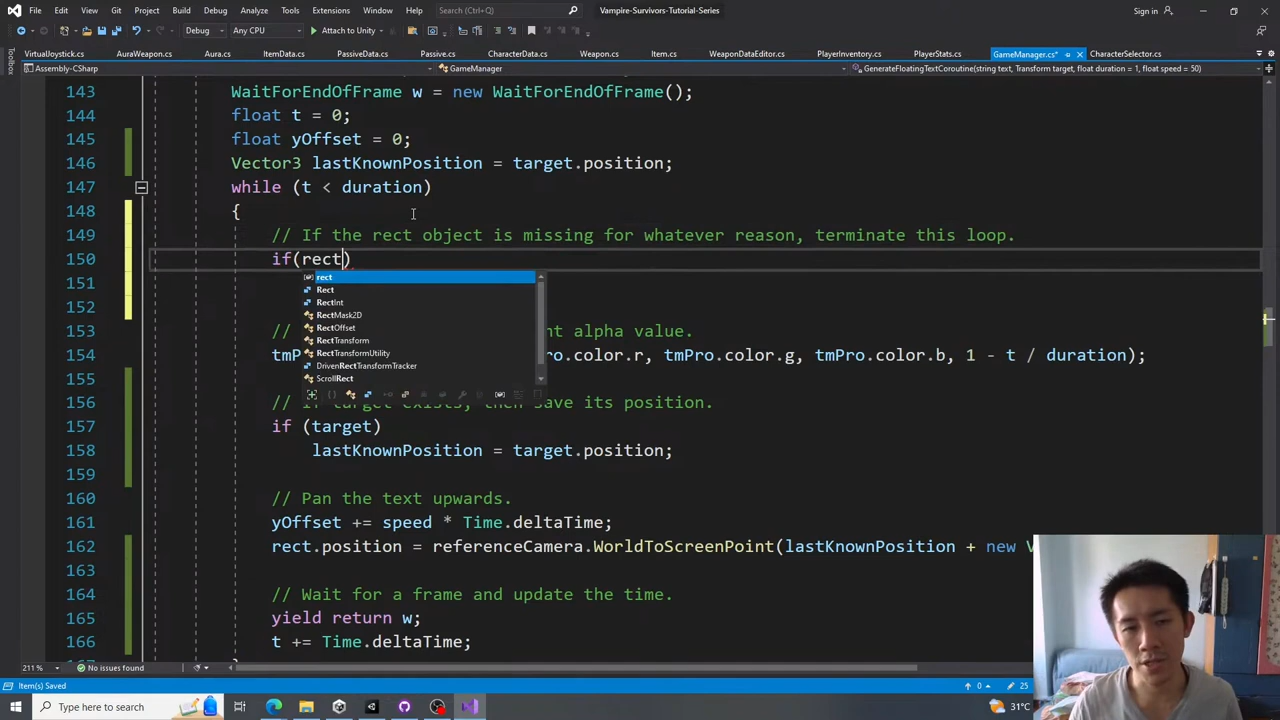 File Edit View Git Project Build Debug Test Analyze Tools Extensions Window Help Search (Ctrl+Q) Vampire-Survivors-Tutorial-Series Sign in
Debug Any CPU Attach to Unity
VirtualJoystick.cs AuraWeapon.cs Aura.cs ItemData.cs PassiveData.cs Passive.cs CharacterData.cs Weapon.cs Item.cs WeaponDataEditor.cs PlayerInventory.cs PlayerStats.cs GameManager.cs* CharacterSelector.cs
Toolbox
Assembly-CSharp GameManager GenerateFloatingTextCoroutine(string text, Transform target, float duration = 1, float speed = 50)
143 WaitForEndOfFrame w = new WaitForEndOfFrame();
144 float t = 0;
145 float yOffset = 0;
146 Vector3 lastKnownPosition = target.position;
147 while (t < duration)
148 {
149 // If the rect object is missing for whatever reason, terminate this loop.
150 if(rect)
151
rect
Rect
152
RectInt
RectMask2D
RectOffset
153 // nt alpha value.
RectTransform
154 tmP ro.color.r, tmPro.color.g, tmPro.color.b, 1 - t / duration);
RectTransformUtility
DrivenRectTransformTracker
155
ScrollRect
156 // If target exists, then save its position.
157 if (target)
158 lastKnownPosition = target.position;
159
160 // Pan the text upwards.
161 yOffset += speed * Time.deltaTime;
162 rect.position = referenceCamera.WorldToScreenPoint(lastKnownPosition + new V
163
164 // Wait for a frame and update the time.
165 yield return w;
166 t += Time.deltaTime;
211 % No issues found
Item(s) Saved 0 25
Type here to search 31°C